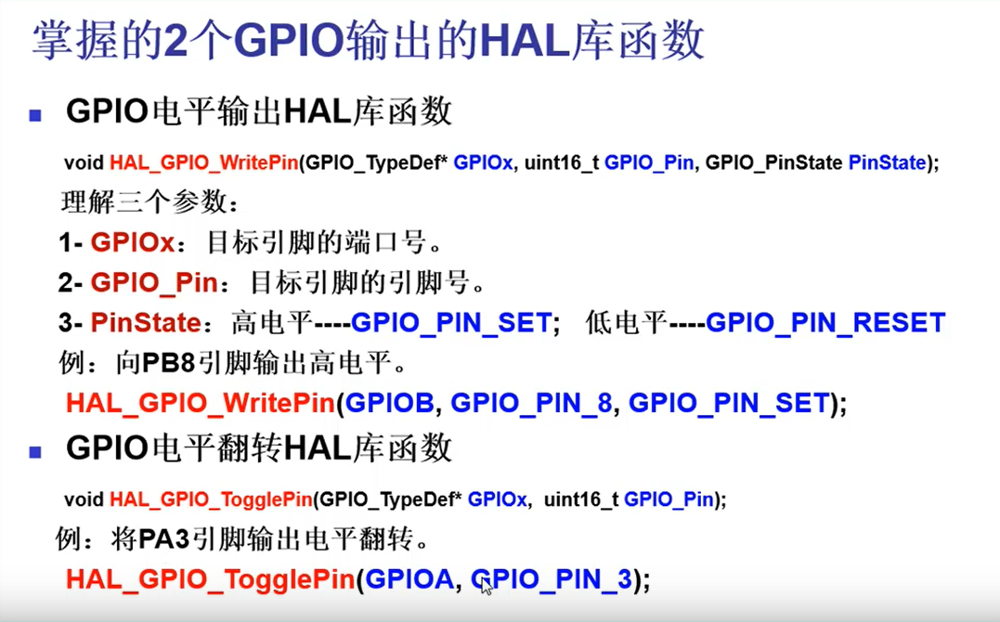 掌握的2个GPIO输出的HAL库函数
GPIO电平输出HAL库函数
void HAL_GPIO_WritePin(GPIO_TypeDef* GPIOx, uint16_t GPIO_Pin, GPIO_PinState PinState);
理解三个参数：
1- GPIOx：目标引脚的端口号。
2- GPIO_Pin：目标引脚的引脚号。
3- PinState：高电平----GPIO_PIN_SET; 低电平----GPIO_PIN_RESET
例：向PB8引脚输出高电平。
HAL_GPIO_WritePin(GPIOB, GPIO_PIN_8, GPIO_PIN_SET);
GPIO电平翻转HAL库函数
void HAL_GPIO_TogglePin(GPIO_TypeDef* GPIOx, uint16_t GPIO_Pin);
例：将PA3引脚输出电平翻转。
HAL_GPIO_TogglePin(GPIOA, GPIO_PIN_3);